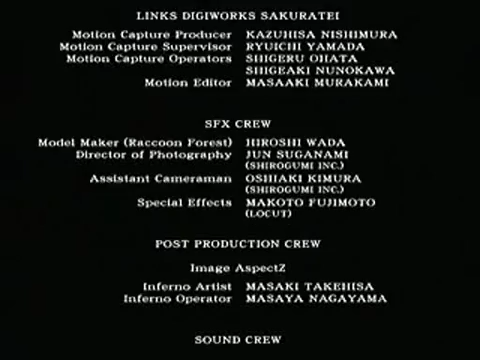 LINKS DIGIWORKS SAKURATEI
Motion Capture Producer KAZUHISA NISHIMURA
Motion Capture Supervisor RYUICHI YAMADA
Motion Capture Operators SHIGERU OHATA
SHIGEAKI NUNOKAWA
Motion Editor MASAAKI MURAKAMI
SFX CREW
Model Maker (Raccoon Forest) HIROSHI WADA
Director of Photography JUN SUGANAMI
(SHIROGUMI INC.)
Assistant Cameraman OSHIAKI KIMURA
(SHIROGUMI INC.)
Special Effects MAKOTO FUJIMOTO
(LOCUT)
POST PRODUCTION CREW
Image AspectZ
Inferno Artist MASAKI TAKEHISA
Inferno Operator MASAYA NAGAYAMA
SOUND CREW